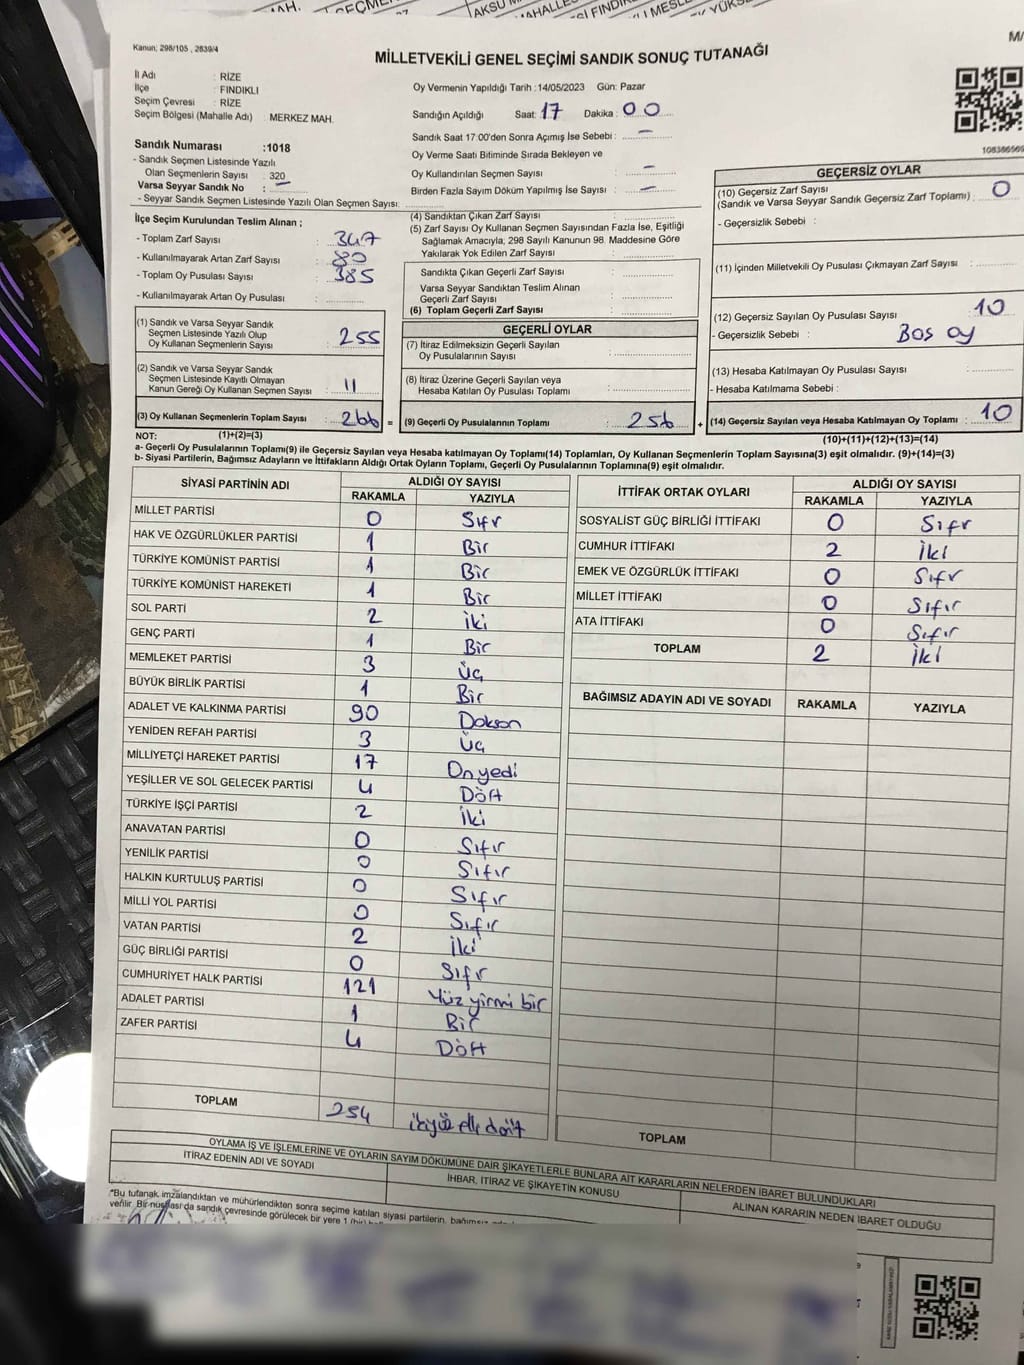 Kanun; 298/105 , 2839/4
MİLLETVEKİLİ GENEL SEÇİMİ SANDIK SONUÇ TUTANAĞI
İl Adı : RİZE
İlçe : FINDIKLI
Seçim Çevresi : RİZE
Seçim Bölgesi (Mahalle Adı) : MERKEZ MAH.
Sandık Numarası :1018
- Sandık Seçmen Listesinde Yazılı
Olan Seçmenlerin Sayısı : 320
Varsa Seyyar Sandık No : -
- Seyyar Sandık Seçmen Listesinde Yazılı Olan Seçmen Sayısı:
Oy Vermenin Yapıldığı Tarih :14/05/2023 Gün: Pazar
Sandığın Açıldığı Saat: 17 Dakika : 00
Sandık Saat 17:00'den Sonra Açımış İse Sebebi : -
Oy Verme Saati Bitiminde Sırada Bekleyen ve
Oy Kullandırılan Seçmen Sayısı : -
Birden Fazla Sayım Döküm Yapılmış İse Sayısı : -
İlçe Seçim Kurulundan Teslim Alınan ;
- Toplam Zarf Sayısı : 347
- Kullanılmayarak Artan Zarf Sayısı : 80
- Toplam Oy Pusulası Sayısı : 385
- Kullanılmayarak Artan Oy Pusulası :
(1) Sandık ve Varsa Seyyar Sandık
Seçmen Listesinde Yazılı Olup
Oy Kullanan Seçmenlerin Sayısı : 255
(2) Sandık ve Varsa Seyyar Sandık
Seçmen Listesinde Kayıtlı Olmayan
Kanun Gereği Oy Kullanan Seçmen Sayısı : 11
(3) Oy Kullanan Seçmenlerin Toplam Sayısı : 266 =
(1)+(2)=(3)
(4) Sandıktan Çıkan Zarf Sayısı :
(5) Zarf Sayısı Oy Kullanan Seçmen Sayısından Fazla İse, Eşitliği
Sağlamak Amacıyla, 298 Sayılı Kanunun 98. Maddesine Göre
Yakılarak Yok Edilen Zarf Sayısı :
Sandıkta Çıkan Geçerli Zarf Sayısı :
Varsa Seyyar Sandıktan Teslim Alınan
Geçerli Zarf Sayısı :
(6) Toplam Geçerli Zarf Sayısı :
GEÇERLİ OYLAR
(7) İtiraz Edilmeksizin Geçerli Sayılan
Oy Pusulalarının Sayısı :
(8) İtiraz Üzerine Geçerli Sayılan veya
Hesaba Katılan Oy Pusulası Toplamı :
(9) Geçerli Oy Pusulalarının Toplamı : 256 +
GEÇERSİZ OYLAR
(10) Geçersiz Zarf Sayısı
(Sandık ve Varsa Seyyar Sandık Geçersiz Zarf Toplamı) : 0
- Geçersizlik Sebebi :
(11) İçinden Milletvekili Oy Pusulası Çıkmayan Zarf Sayısı :
(12) Geçersiz Sayılan Oy Pusulası Sayısı : 10
- Geçersizlik Sebebi : Boş oy
(13) Hesaba Katılmayan Oy Pusulası Sayısı :
- Hesaba Katılmama Sebebi :
(14) Geçersiz Sayılan veya Hesaba Katılmayan Oy Toplamı : 10
(10)+(11)+(12)+(13)=(14)
NOT:
a- Geçerli Oy Pusulalarının Toplamı(9) ile Geçersiz Sayılan veya Hesaba Katılmayan Oy Toplamı(14) Toplamları, Oy Kullanan Seçmenlerin Toplam Sayısına(3) eşit olmalıdır. (9)+(14)=(3)
b- Siyasi Partilerin, Bağımsız Adayların ve İttifakların Aldığı Ortak Oyların Toplamı, Geçerli Oy Pusulalarının Toplamına(9) eşit olmalıdır.
SİYASİ PARTİNİN ADI ALDIĞI OY SAYISI
RAKAMLA YAZIYLA
MİLLET PARTİSİ 0 Sıfr
HAK VE ÖZGÜRLÜKLER PARTİSİ 1 Bir
TÜRKİYE KOMÜNİST PARTİSİ 1 Bir
TÜRKİYE KOMÜNİST HAREKETİ 1 Bir
SOL PARTİ 2 İki
GENÇ PARTİ 1 Bir
MEMLEKET PARTİSİ 3 Üç
BÜYÜK BİRLİK PARTİSİ 1 Bir
ADALET VE KALKINMA PARTİSİ 90 Doksan
YENİDEN REFAH PARTİSİ 3 Üç
MİLLİYETÇİ HAREKET PARTİSİ 17 Onyedi
YEŞİLLER VE SOL GELECEK PARTİSİ 4 Dört
TÜRKİYE İŞÇİ PARTİSİ 2 İki
ANAVATAN PARTİSİ 0 Sıfır
YENİLİK PARTİSİ 0 Sıfır
HALKIN KURTULUŞ PARTİSİ 0 Sıfır
MİLLİ YOL PARTİSİ 0 Sıfır
VATAN PARTİSİ 2 İki
GÜÇ BİRLİĞİ PARTİSİ 0 Sıfr
CUMHURİYET HALK PARTİSİ 121 Yüz yirmi bir
ADALET PARTİSİ 1 Bir
ZAFER PARTİSİ 4 Dört
TOPLAM 254 ikiyüz elli dört
İTTİFAK ORTAK OYLARI ALDIĞI OY SAYISI
RAKAMLA YAZIYLA
SOSYALİST GÜÇ BİRLİĞİ İTTİFAKI 0 Sıfr
CUMHUR İTTİFAKI 2 İki
EMEK VE ÖZGÜRLÜK İTTİFAKI 0 Sıfr
MİLLET İTTİFAKI 0 Sıfır
ATA İTTİFAKI 0 Sıfır
TOPLAM 2 İki
BAĞIMSIZ ADAYIN ADI VE SOYADI RAKAMLA YAZIYLA
TOPLAM
OYLAMA İŞ VE İŞLEMLERİNE VE OYLARIN SAYIM DÖKÜMÜNE DAİR ŞİKAYETLERLE BUNLARA AİT KARARLARIN NELERDEN İBARET BULUNDUKLARI
İTİRAZ EDENİN ADI VE SOYADI İHBAR, İTİRAZ VE ŞİKAYETİN KONUSU ALINAN KARARIN NEDEN İBARET OLDUĞU
*Bu tutanak imzalandıktan ve mühürlendikten sonra seçime katılan siyasi partilerin, bağımsız
verilir. Bir nüshası da sandık çevresinde görülecek bir yere 1 (bir)